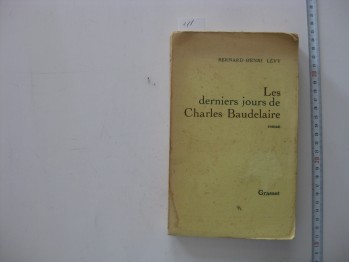 BERNARD-HENRI LÉVY
Les
derniers jours de
Charles Baudelaire
roman
Grasset